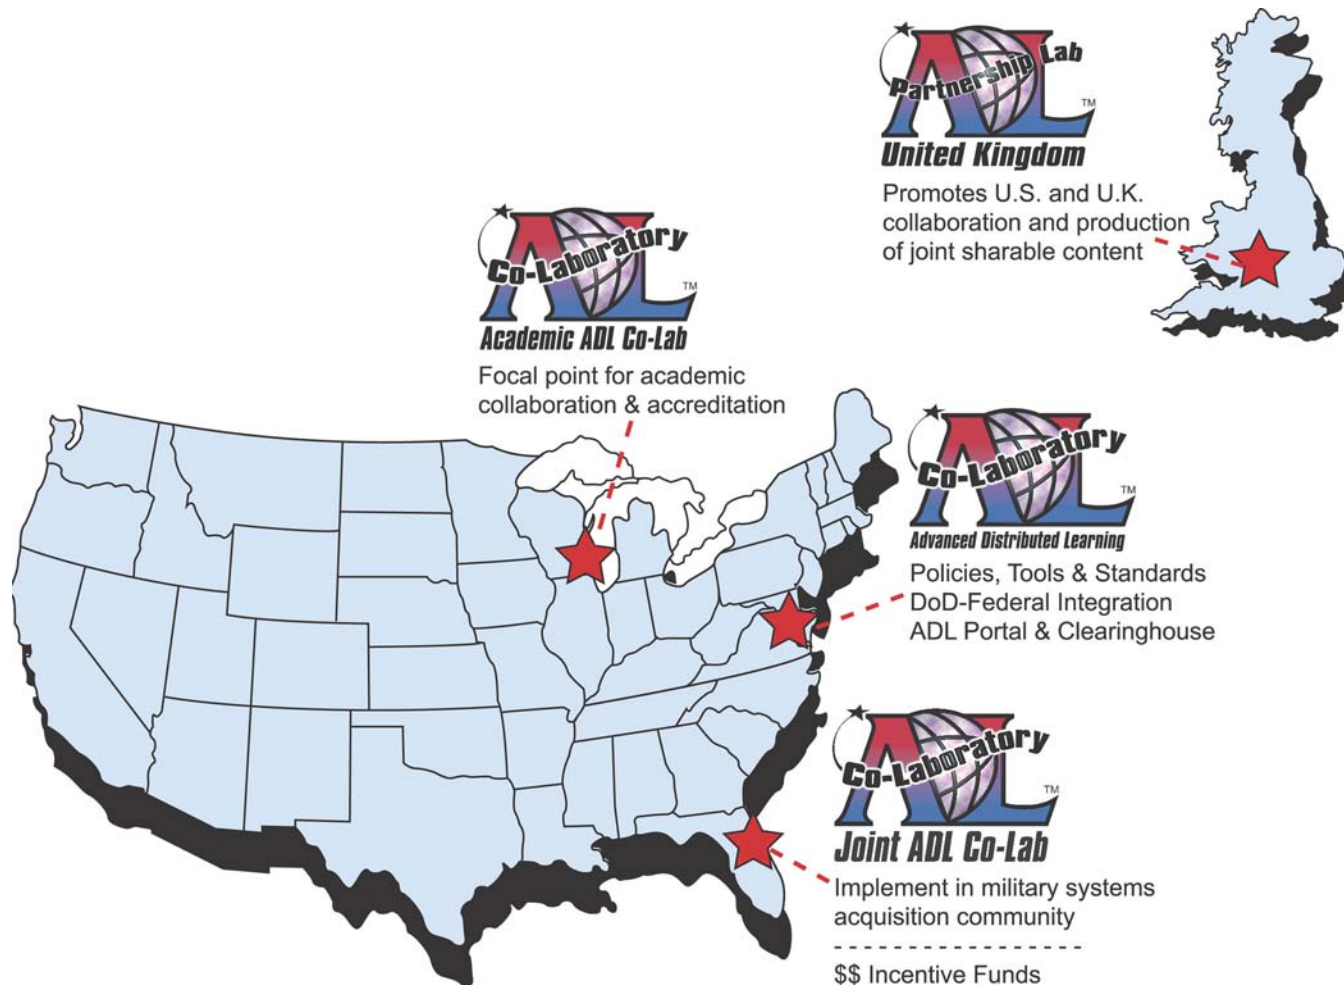 Partnership Lab
ADL
TM
United Kingdom
Promotes U.S. and U.K.
collaboration and production
of joint sharable content
ADL
Co-Laboratory
TM
Academic ADL Co-Lab
Focal point for academic
collaboration & accreditation
ADL
Co-Laboratory
TM
Advanced Distributed Learning
Policies, Tools & Standards
DoD-Federal Integration
ADL Portal & Clearinghouse
ADL
Co-Laboratory
TM
Joint ADL Co-Lab
Implement in military systems
acquisition community
$$ Incentive Funds